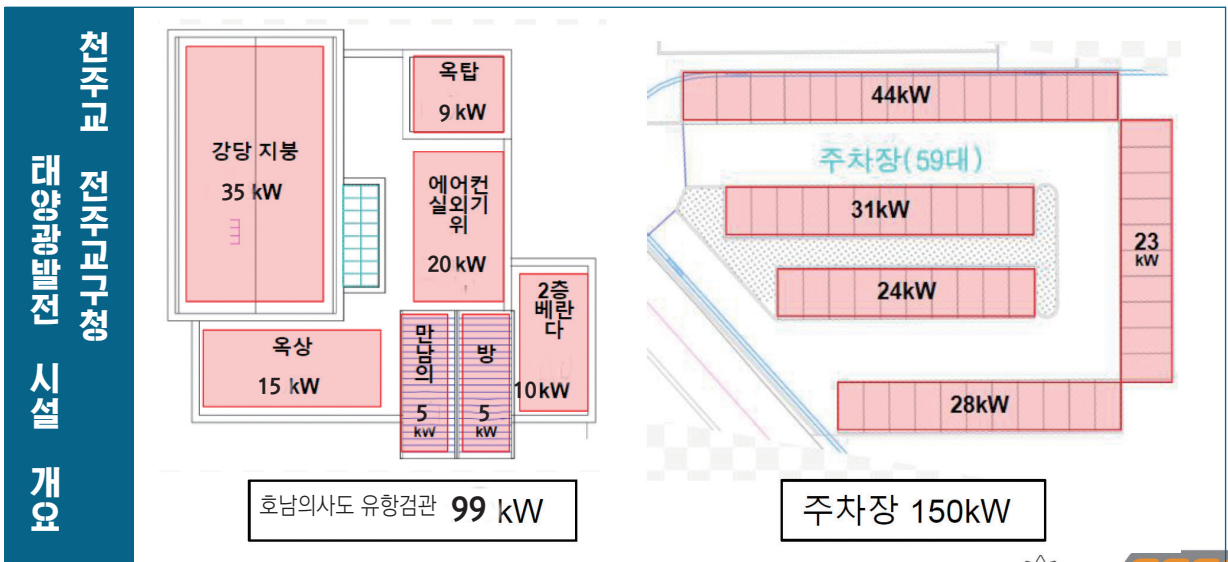 천주교 전주교구청
태양광발전 시설 개요
옥탑
9 kW
강당 지붕
35 kW
에어컨
실외기
위
20 kW
2층
베란
다
10kW
옥상
15 kW
만남의
5
kW
방
5
kW
호남의사도 유항검관 99 kW
44kW
주차장(59대)
31kW
23
kW
24kW
28kW
주차장 150kW